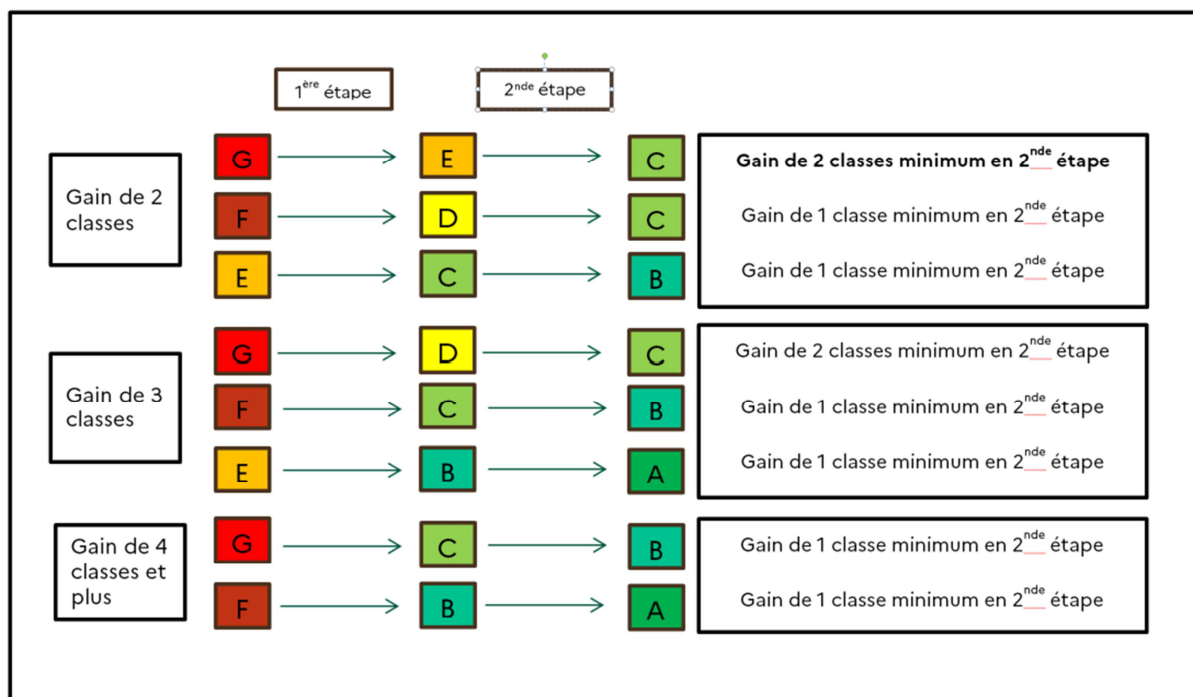 1ère étape
2nde étape
Gain de 2
classes
G
E
C
Gain de 2 classes minimum en 2nde étape
F
D
C
Gain de 1 classe minimum en 2nde étape
E
C
B
Gain de 1 classe minimum en 2nde étape
Gain de 3
classes
G
D
C
Gain de 2 classes minimum en 2nde étape
F
C
B
Gain de 1 classe minimum en 2nde étape
E
B
A
Gain de 1 classe minimum en 2nde étape
Gain de 4
classes et
plus
G
C
B
Gain de 1 classe minimum en 2nde étape
F
B
A
Gain de 1 classe minimum en 2nde étape